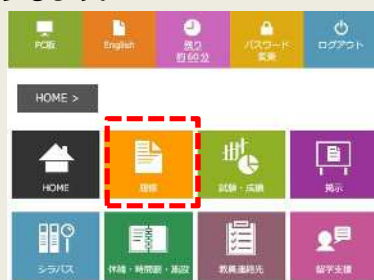 PC版
English
残り
約60分
パスワード
変更
ログアウト
HOME >
HOME
履修
試験・成績
掲示
シラバス
休補・時間割・施設
教員連絡先
留学支援